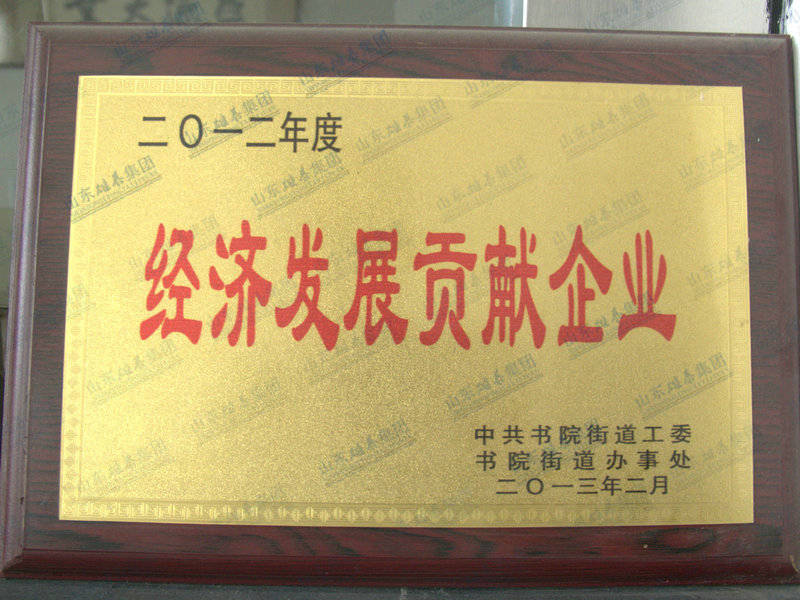 二〇一二年度
经济发展贡献企业
中共书院街道工委
书院街道办事处
二〇一三年二月